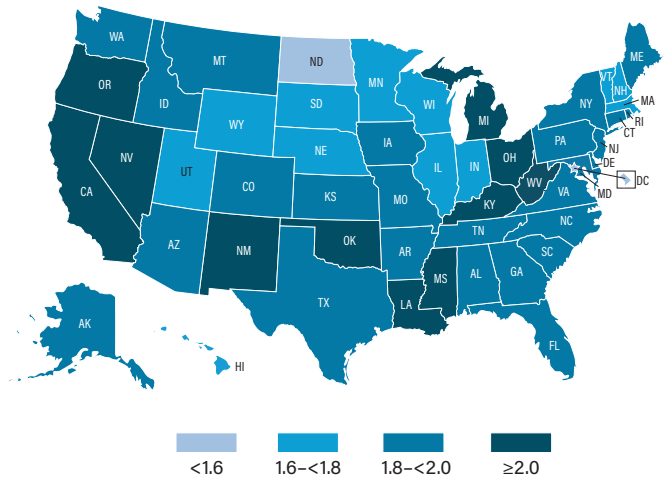 WA
MT
ND
MN
ME
VT
NH
OR
ID
SD
WI
MI
NY
MA
RI
CT
WY
IA
NE
PA
NJ
NV
UT
CO
IL
IN
OH
DE
DC
MD
CA
KS
MO
WV
VA
KY
NC
TN
AZ
NM
OK
AR
SC
MS
AL
GA
TX
LA
FL
AK
HI
<1.6
1.6–<1.8
1.8–<2.0
≥2.0